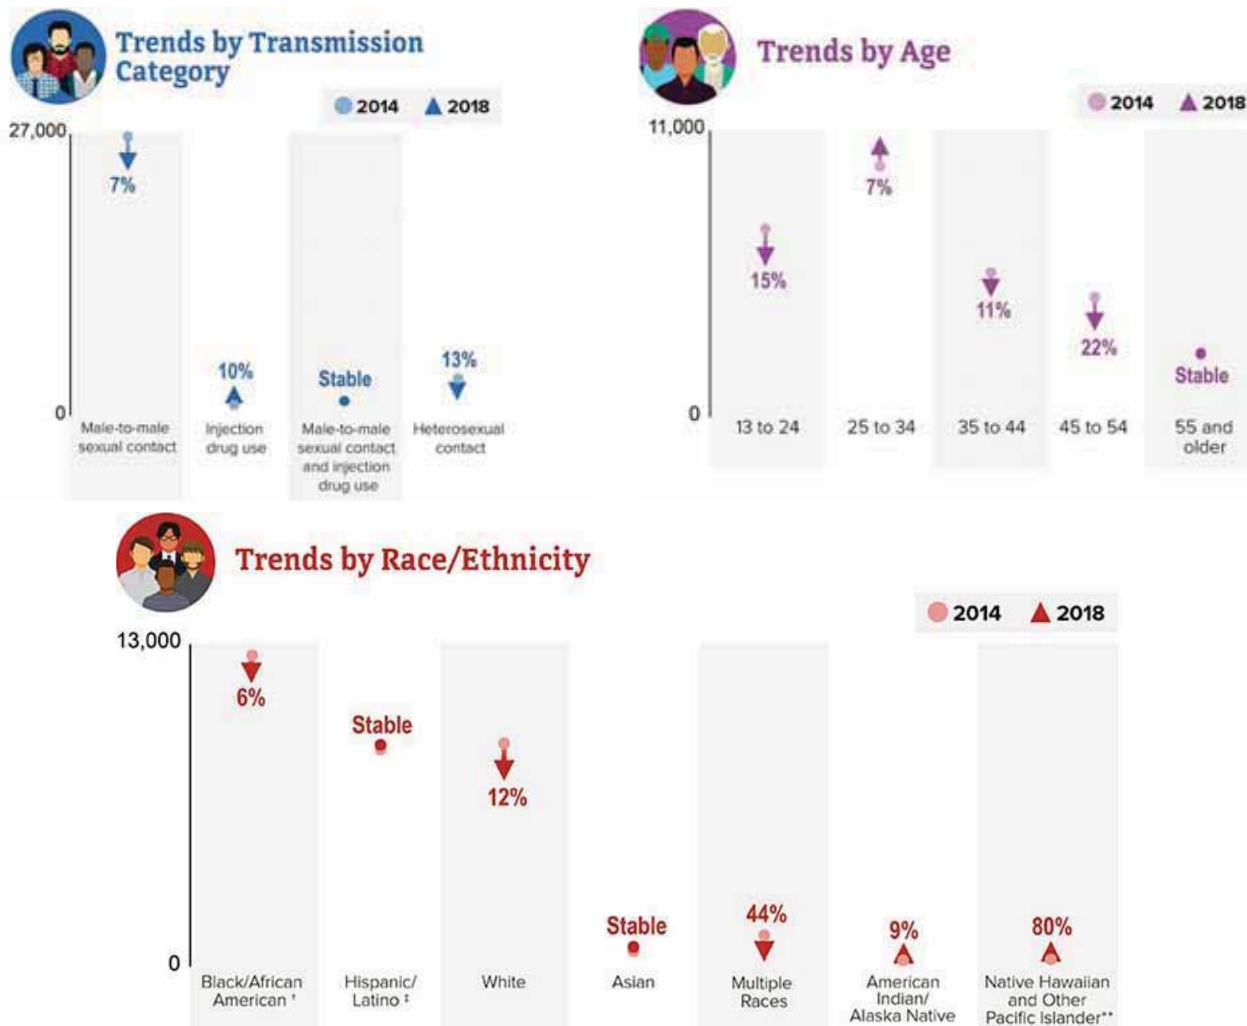 Trends by Transmission
Category
2014 2018
27,000
7%
10%
Stable
13%
0
Male-to-male
sexual contact
Injection
drug use
Male-to-male
sexual contact
and injection
drug use
Heterosexual
contact
Trends by Age
2014 2018
11,000
7%
15%
11%
22%
Stable
0
13 to 24
25 to 34
35 to 44
45 to 54
55 and
older
Trends by Race/Ethnicity
2014 2018
13,000
6%
Stable
12%
Stable
44%
9%
80%
0
Black/African
American †
Hispanic/
Latino ‡
White
Asian
Multiple
Races
American
Indian/
Alaska Native
Native Hawaiian
and Other
Pacific Islander**